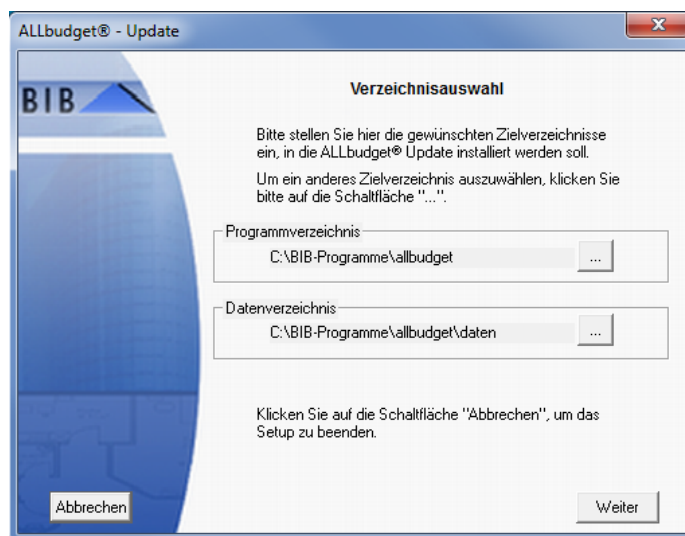 ALLbudget® - Update
BIB
Verzeichnisauswahl
Bitte stellen Sie hier die gewünschten Zielverzeichnisse
ein, in die ALLbudget® Update installiert werden soll.
Um ein anderes Zielverzeichnis auszuwählen, klicken Sie
bitte auf die Schaltfläche "...".
Programmverzeichnis
C:\BIB-Programme\allbudget
...
Datenverzeichnis
C:\BIB-Programme\allbudget\daten
...
Klicken Sie auf die Schaltfläche "Abbrechen", um das
Setup zu beenden.
Abbrechen
Weiter